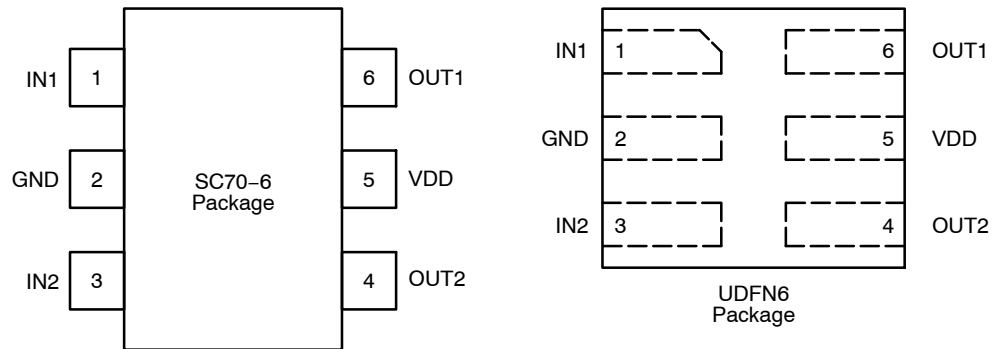 IN1 1 6 OUT1
GND 2 5 VDD
IN2 3 4 OUT2
SC70–6
Package
IN1 1 6 OUT1
GND 2 5 VDD
IN2 3 4 OUT2
UDFN6
Package